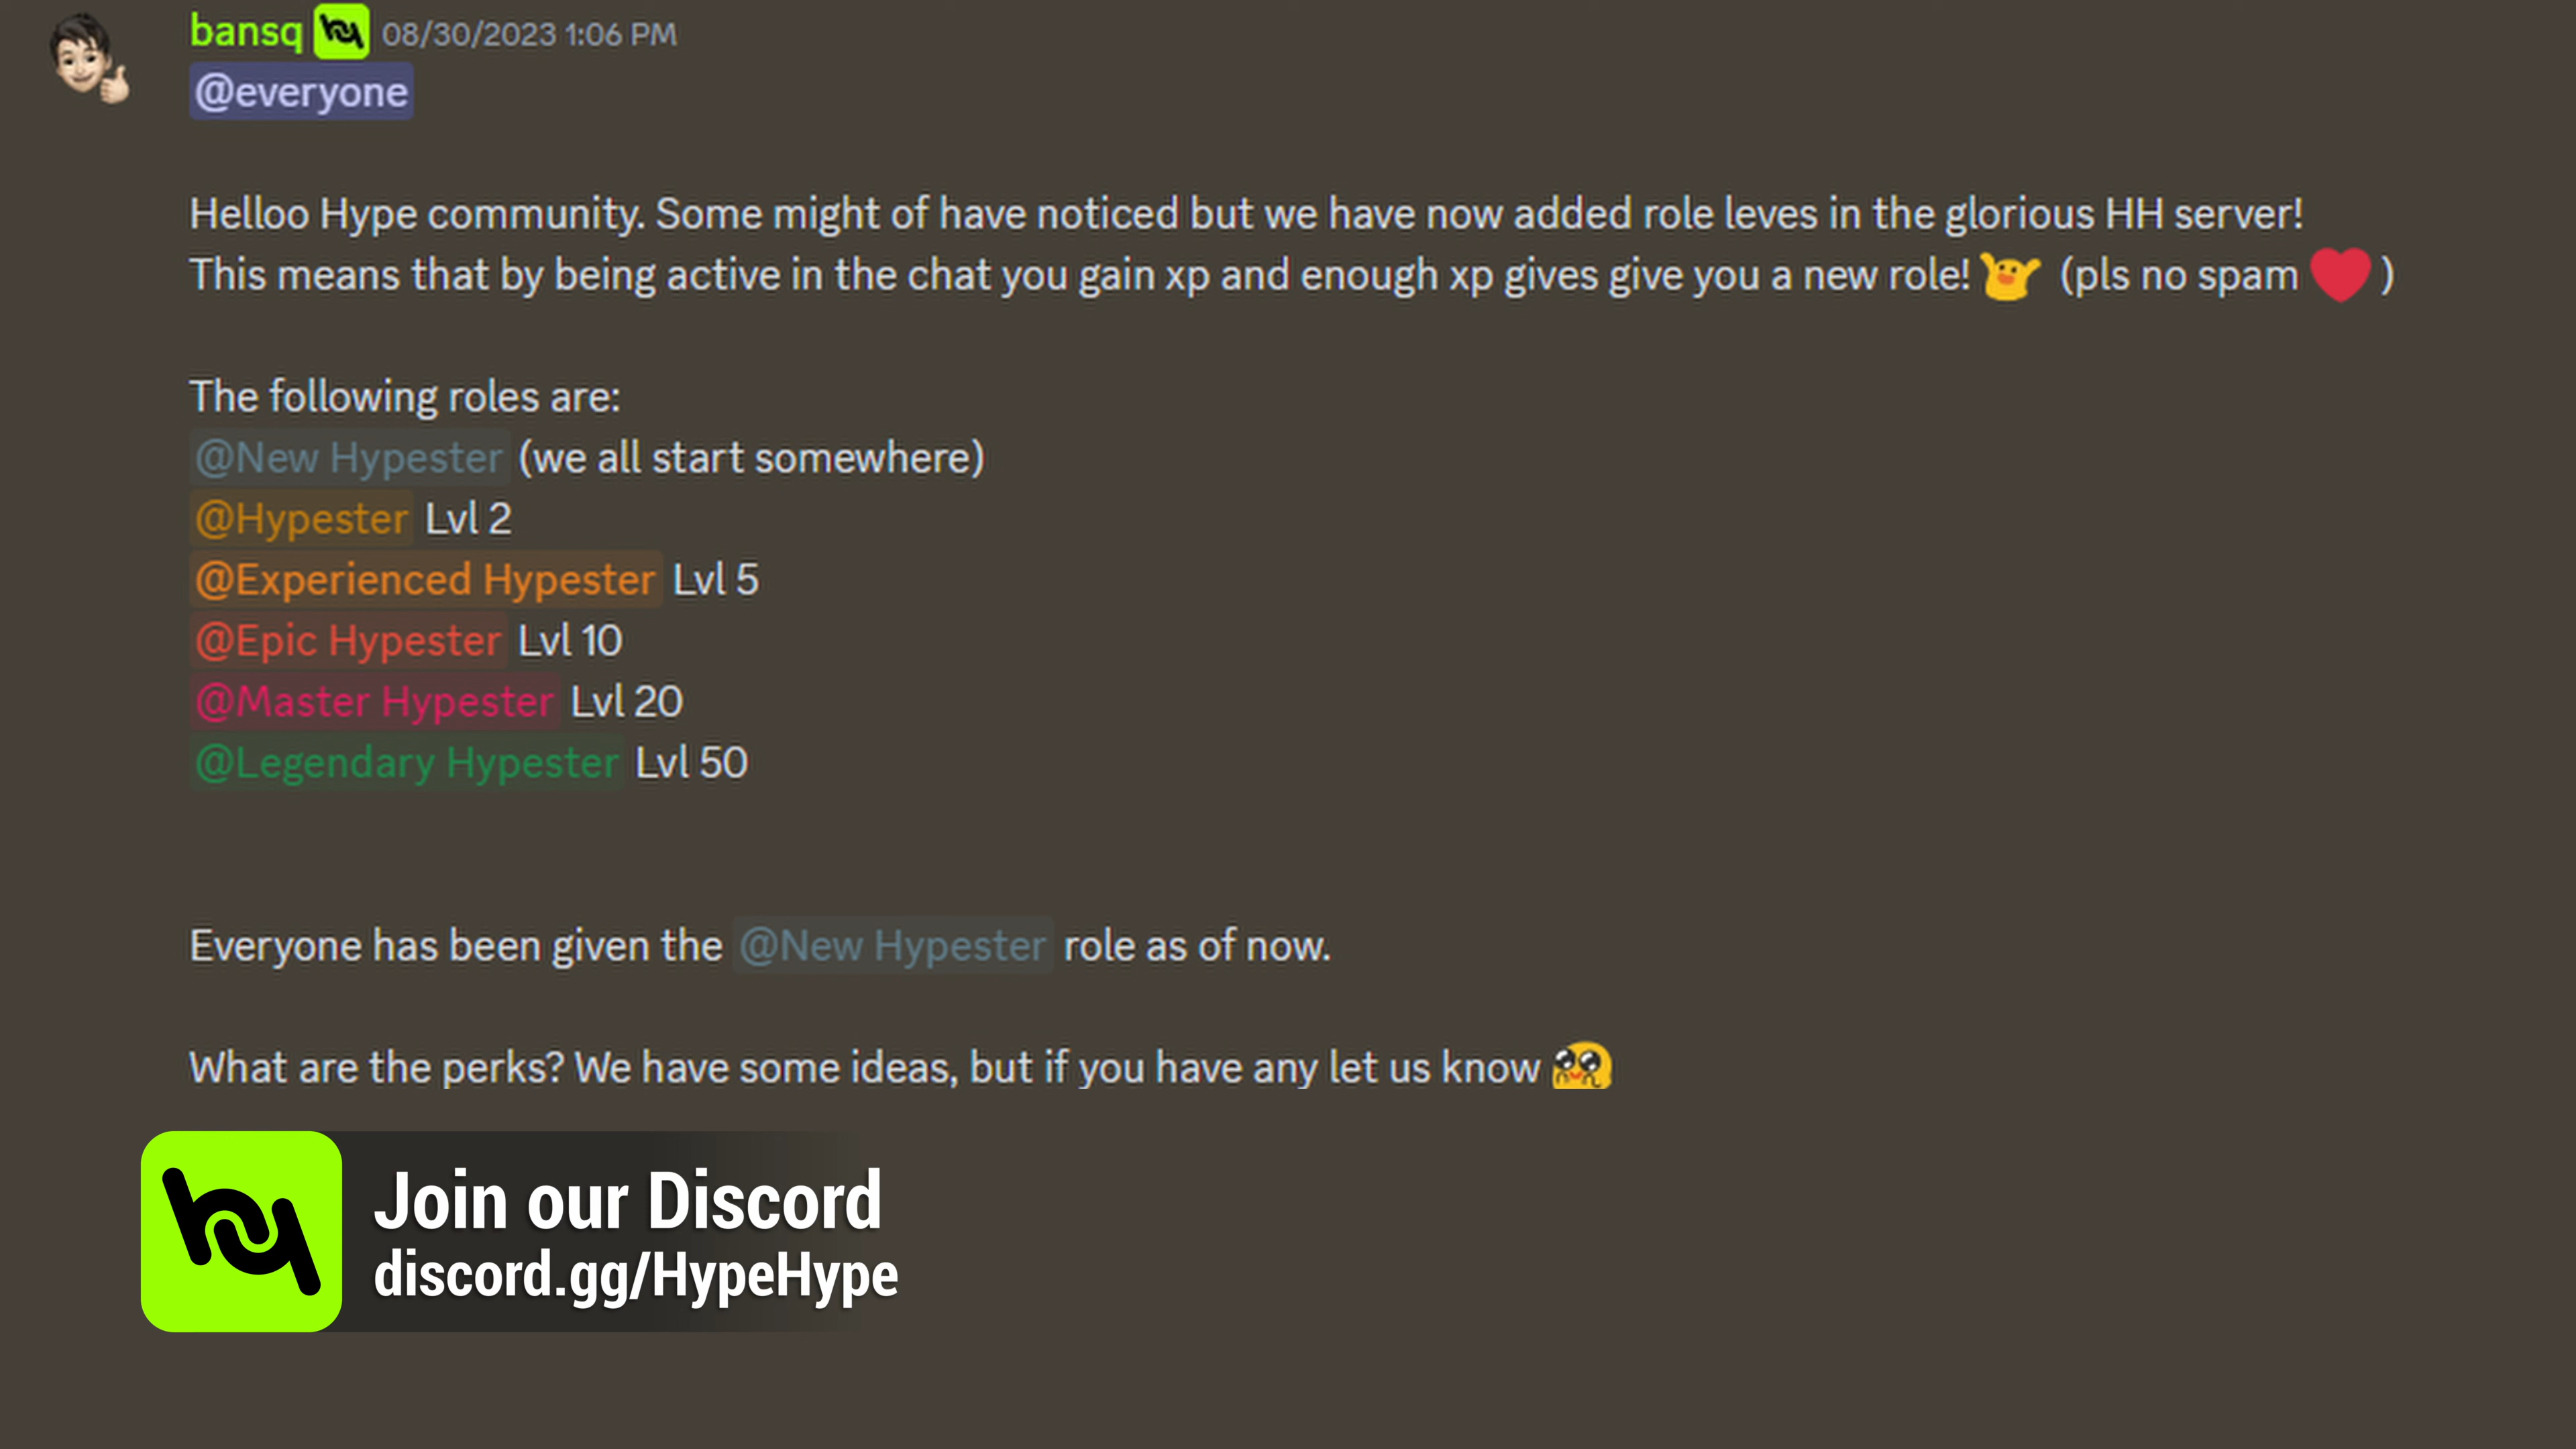 bansq 08/30/2023 1:06 PM
@everyone
Helloo Hype community. Some might of have noticed but we have now added role leves in the glorious HH server!
This means that by being active in the chat you gain xp and enough xp gives give you a new role! (pls no spam ❤️ )
The following roles are:
@New Hypester (we all start somewhere)
@Hypester Lvl 2
@Experienced Hypester Lvl 5
@Epic Hypester Lvl 10
@Master Hypester Lvl 20
@Legendary Hypester Lvl 50
Everyone has been given the @New Hypester role as of now.
What are the perks? We have some ideas, but if you have any let us know
Join our Discord
discord.gg/HypeHype